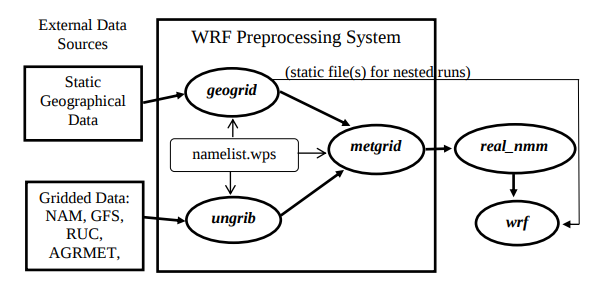 External Data
Sources
WRF Preprocessing System
Static
Geographical
Data
(static file(s) for nested runs)
geogrid
namelist.wps
metgrid
real_nmm
Gridded Data:
NAM, GFS,
RUC,
AGRMET,
ungrib
wrf